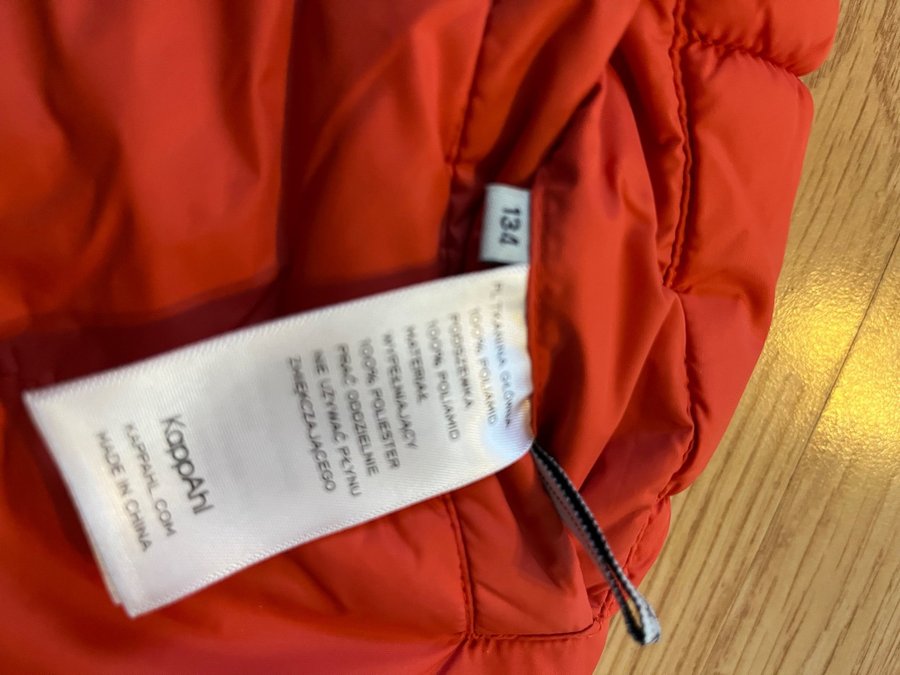 134
PL TKANINA GŁÓWNA
100% POLIAMID
PODSZEWKA
100% POLIAMID
MATERIAŁ
WYPEŁNIAJĄCY
100% POLIESTER
PRAĆ ODDZIELNIE
NIE UŻYWAĆ PŁYNU
ZMIĘKCZAJĄCEGO
KappAhl
KAPPAHL.COM
MADE IN CHINA